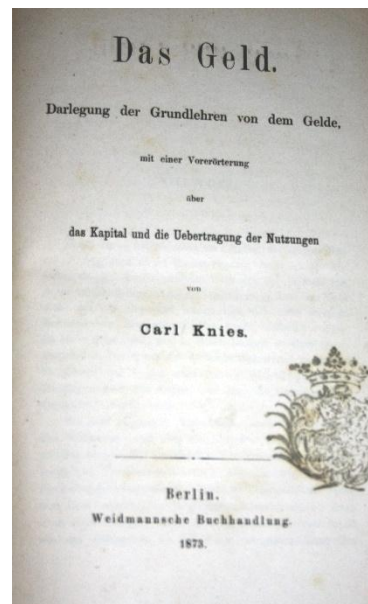 Das Geld.
Darlegung der Grundlehren von dem Gelde,
mit einer Vorerörterung
über
das Kapital und die Uebertragung der Nutzungen
von
Carl Knies.
Berlin.
Weidmannsche Buchhandlung.
1873.